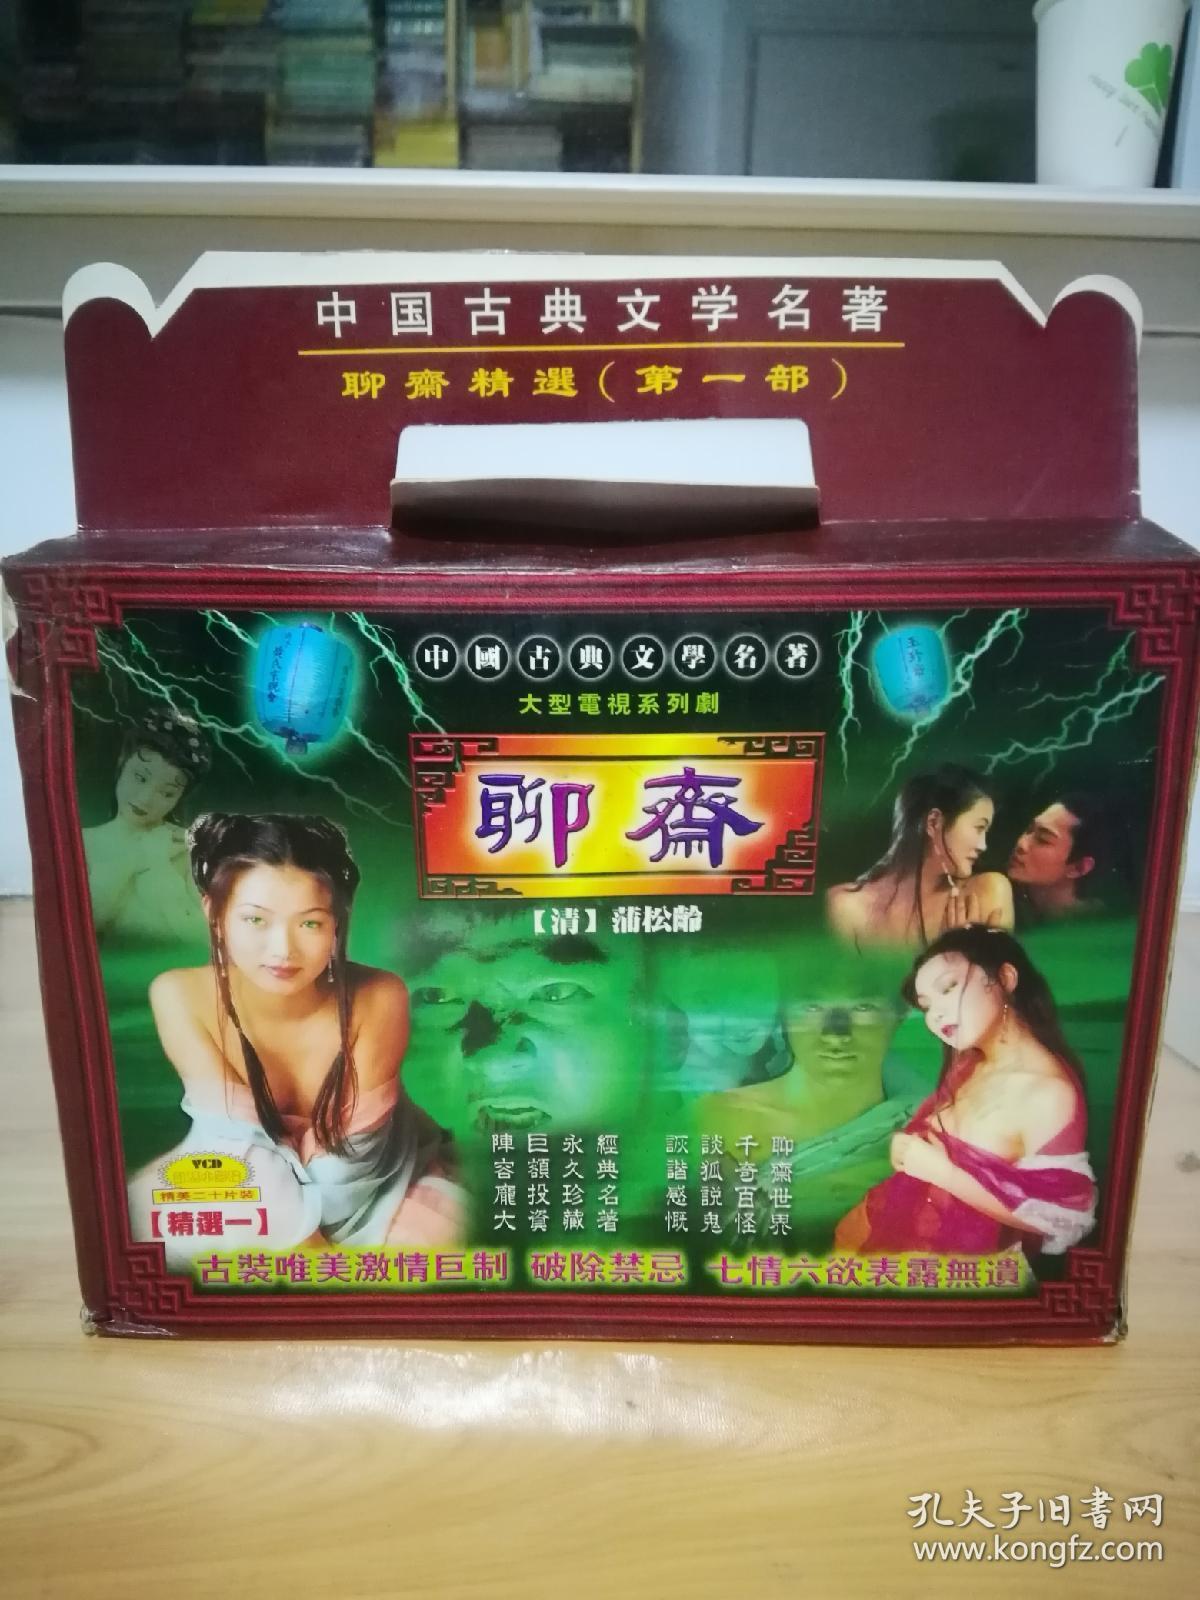 中国古典文学名著
聊齋精選(第一部)
中國古典文學名著
大型電視系列劇
聊齋
【清】蒲松齡
聊齋世界
千奇百怪
談狐説鬼
詼諧感慨
經典名著
永久珍藏
巨額投資
陣容龐大
VCD
精美二十片裝
【精選一】
古裝唯美激情巨制 破除禁忌 七情六欲表露無遺
孔夫子旧书网
www.kongfz.com